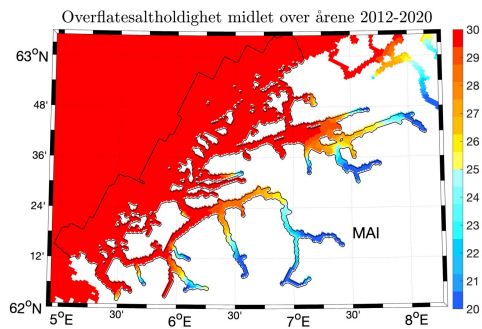 Overflatesaltholdighet midlet over årene 2012-2020
63°N
48'
36'
24'
12'
62°N
5°E
30'
6°E
30'
7°E
30'
8°E
MAI
30
29
28
27
26
25
24
23
22
21
20